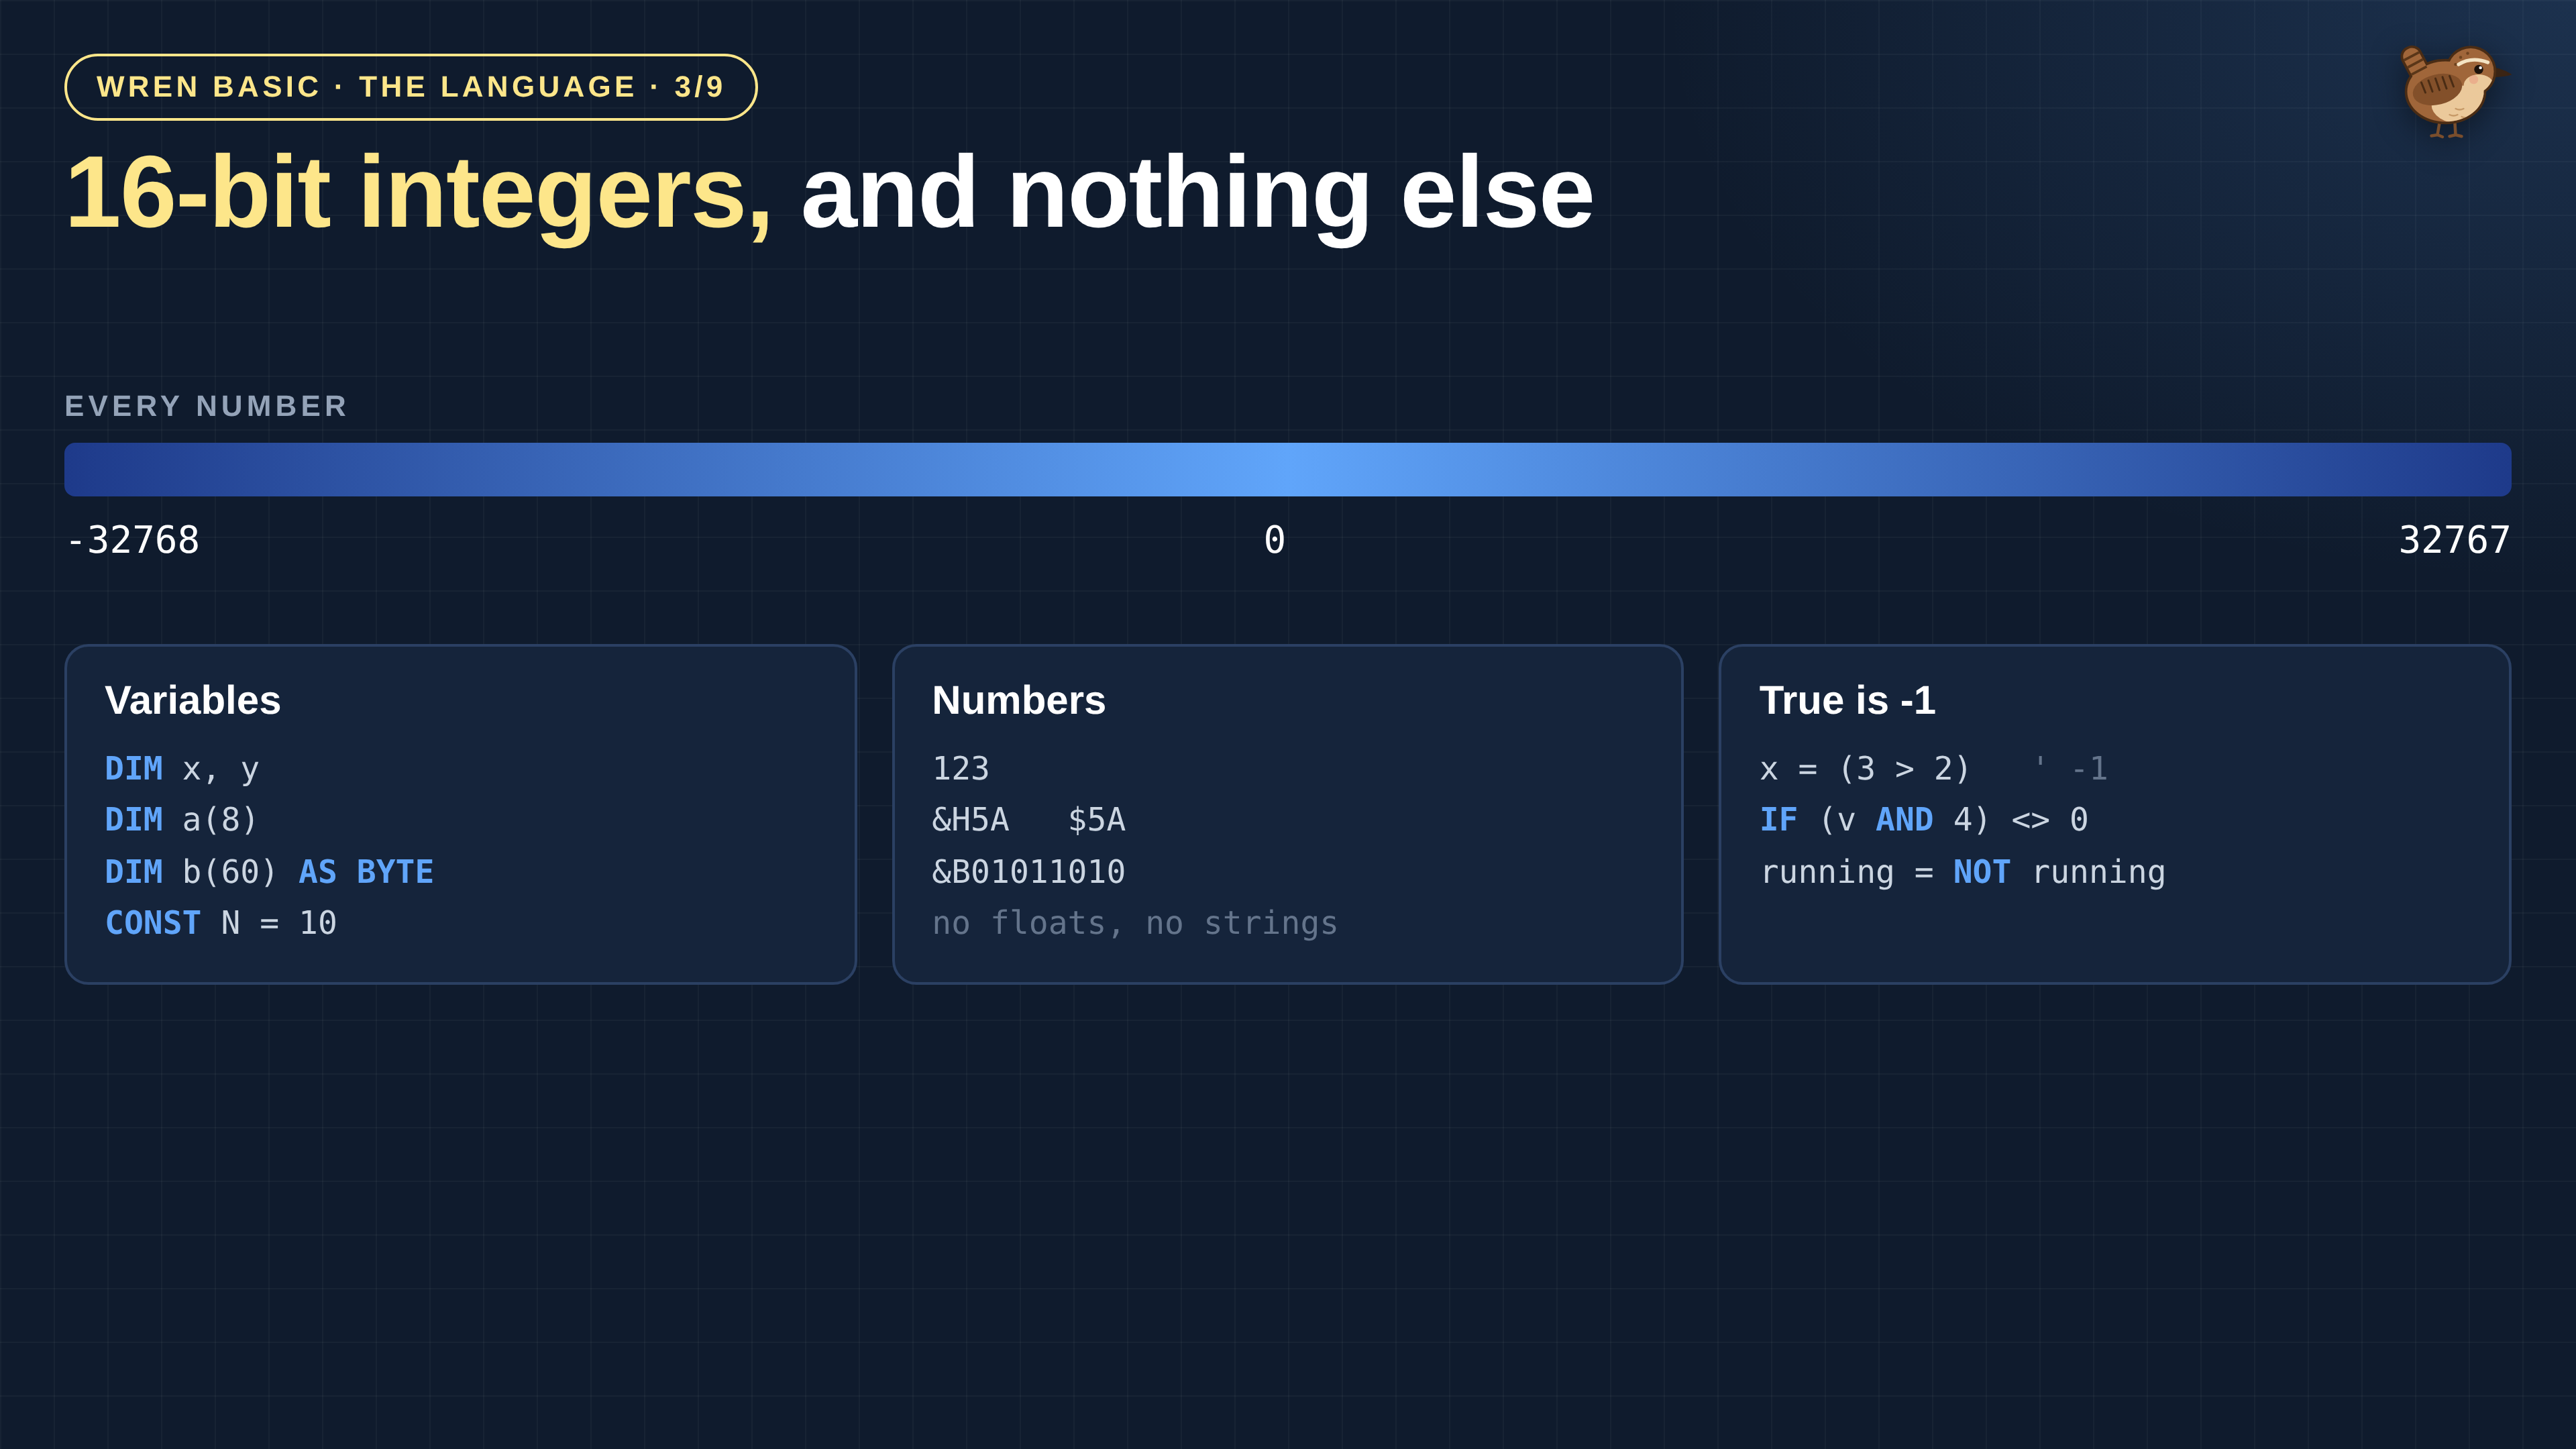 WREN BASIC · THE LANGUAGE · 3/9
16-bit integers, and nothing else
EVERY NUMBER
-32768 0 32767
Variables
DIM x, y
DIM a(8)
DIM b(60) AS BYTE
CONST N = 10
Numbers
123
&H5A   $5A
&B01011010
no floats, no strings
True is -1
x = (3 > 2)   ' -1
IF (v AND 4) <> 0
running = NOT running